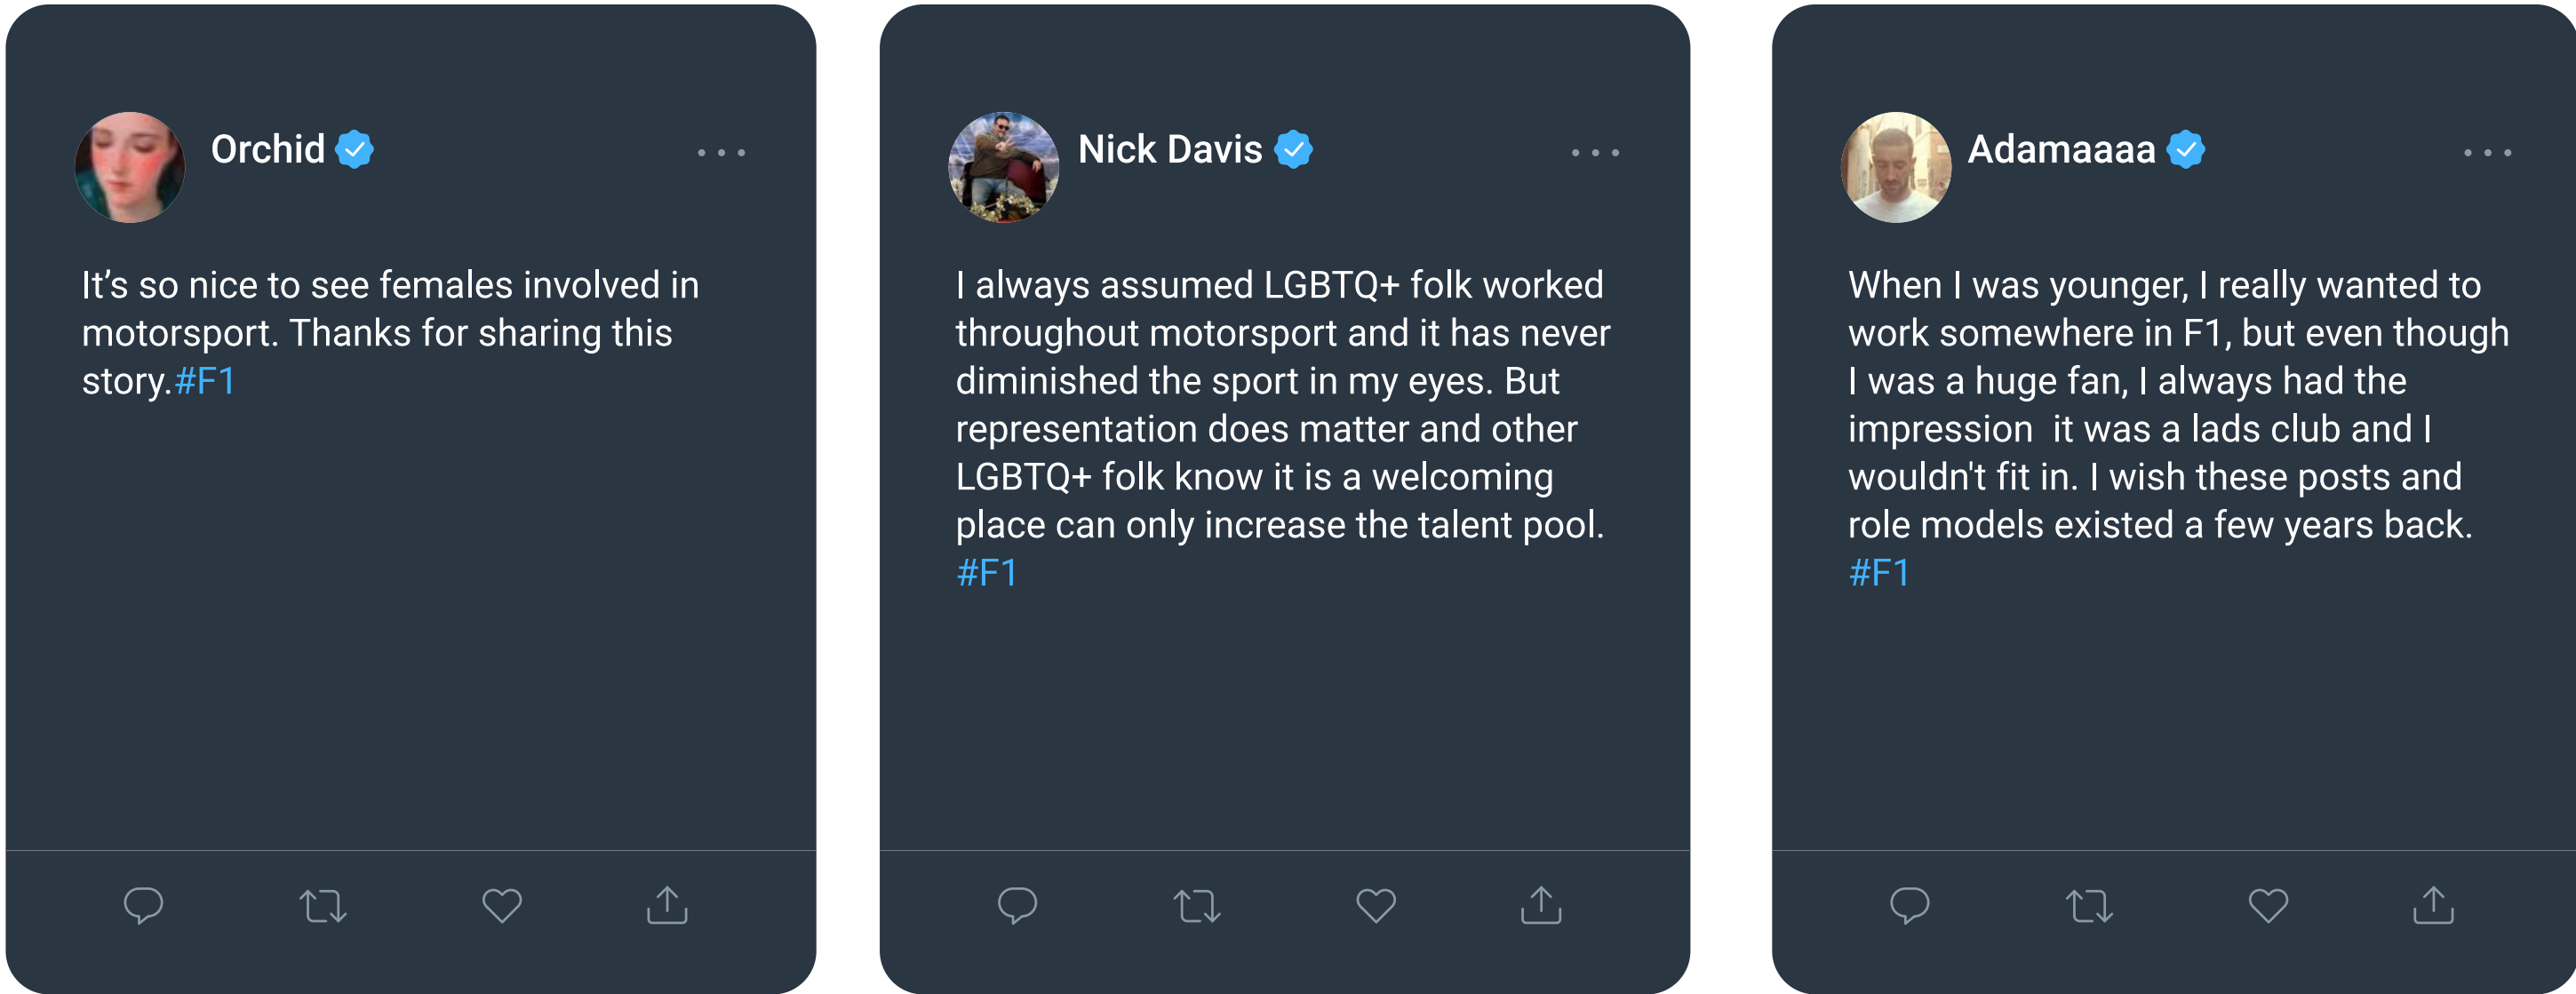 Orchid
It’s so nice to see females involved in
motorsport. Thanks for sharing this
story.#F1
Nick Davis
I always assumed LGBTQ+ folk worked
throughout motorsport and it has never
diminished the sport in my eyes. But
representation does matter and other
LGBTQ+ folk know it is a welcoming
place can only increase the talent pool.
#F1
Adamaaaa
When I was younger, I really wanted to
work somewhere in F1, but even though
I was a huge fan, I always had the
impression  it was a lads club and I
wouldn't fit in. I wish these posts and
role models existed a few years back.
#F1